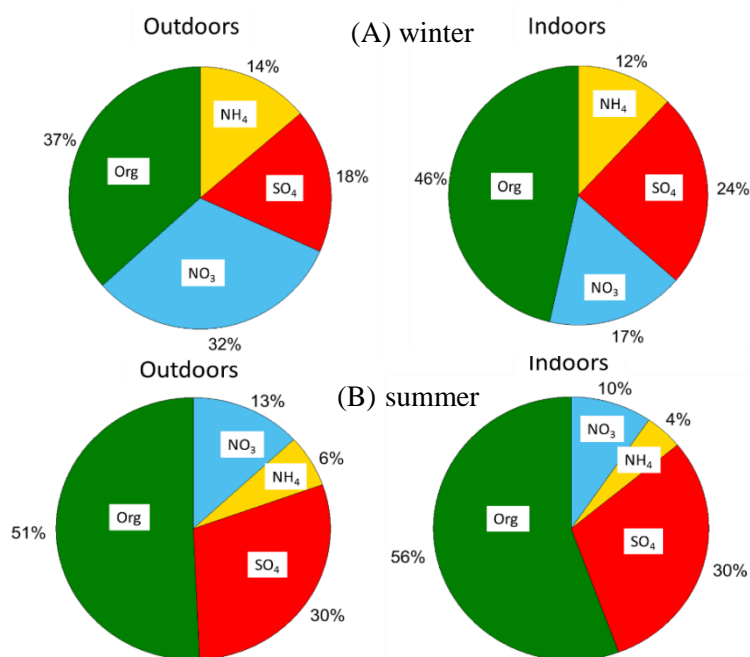 Outdoors
(A) winter
Indoors
14%
NH₄
37%
Org
SO₄
18%
NO₃
32%
12%
NH₄
46%
Org
SO₄
24%
NO₃
17%
Outdoors
(B) summer
Indoors
13%
NO₃
6%
NH₄
51%
Org
SO₄
30%
10%
NO₃
4%
NH₄
Org
56%
SO₄
30%